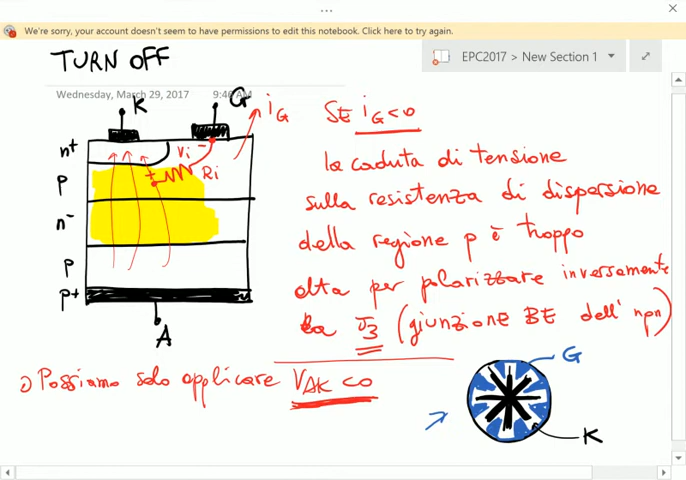 We're sorry, your account doesn't seem to have permissions to edit this notebook. Click here to try again.
TURN OFF
EPC2017 > New Section 1
Wednesday, March 29, 2017 9:46 AM
K
G
iG
n+
p
n-
p
p+
Vi
-
+
Ri
A
SE iG<0
la caduta di tensione
sulla resistenza di dispersione
della regione p è troppo
alta per polarizzare inversamente
la J3 (giunzione BE dell'npn)
Possiamo solo applicare VAK<0
G
K